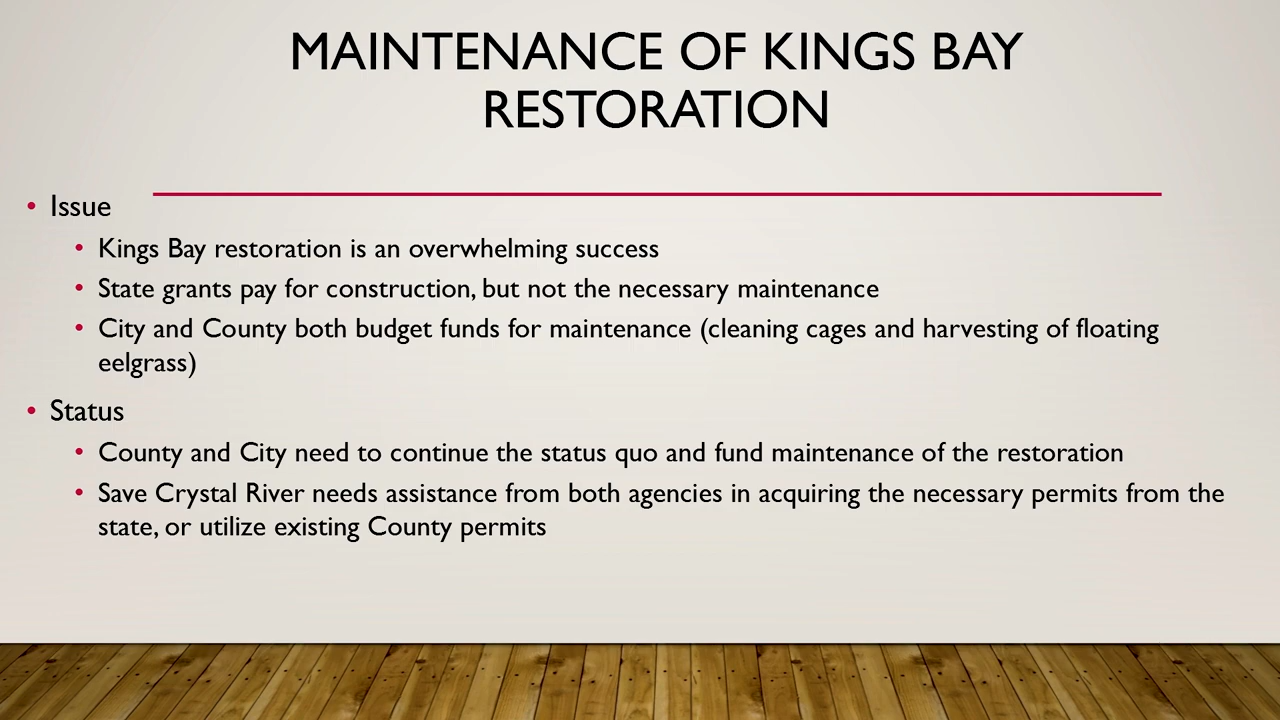 MAINTENANCE OF KINGS BAY
RESTORATION
• Issue
• Kings Bay restoration is an overwhelming success
• State grants pay for construction, but not the necessary maintenance
• City and County both budget funds for maintenance (cleaning cages and harvesting of floating
eelgrass)
• Status
• County and City need to continue the status quo and fund maintenance of the restoration
• Save Crystal River needs assistance from both agencies in acquiring the necessary permits from the
state, or utilize existing County permits